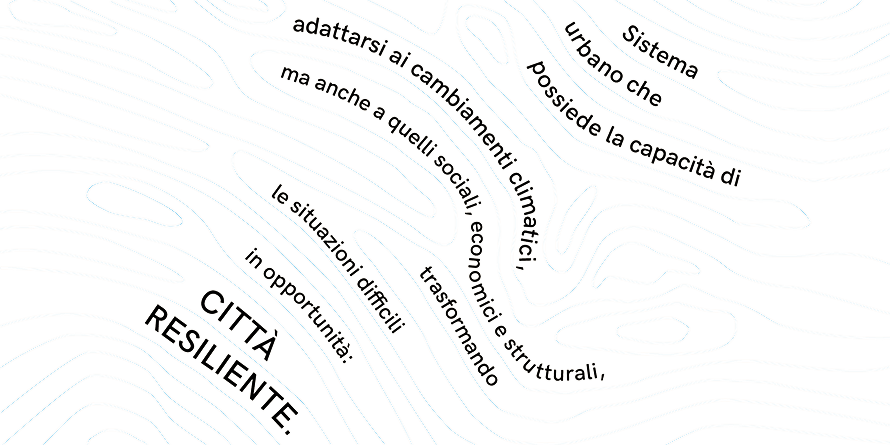 Sistema
urbano che
possiede la capacità di
adattarsi ai cambiamenti climatici,
ma anche a quelli sociali, economici e strutturali,
trasformando
le situazioni difficili
in opportunità:
CITTÀ
RESILIENTE.